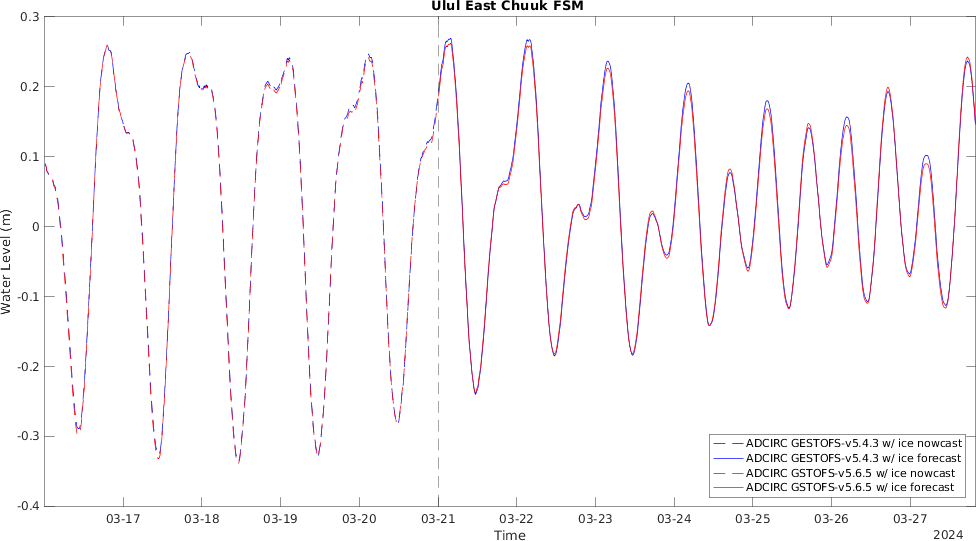 Ulul East Chuuk FSM
0.3
0.2
0.1
0
-0.1
-0.2
-0.3
-0.4
Water Level (m)
ADCIRC GESTOFS-v5.4.3 w/ ice nowcast
ADCIRC GESTOFS-v5.4.3 w/ ice forecast
ADCIRC GSTOFS-v5.6.5 w/ ice nowcast
ADCIRC GSTOFS-v5.6.5 w/ ice forecast
03-17 03-18 03-19 03-20 03-21 03-22 03-23 03-24 03-25 03-26 03-27
Time
2024